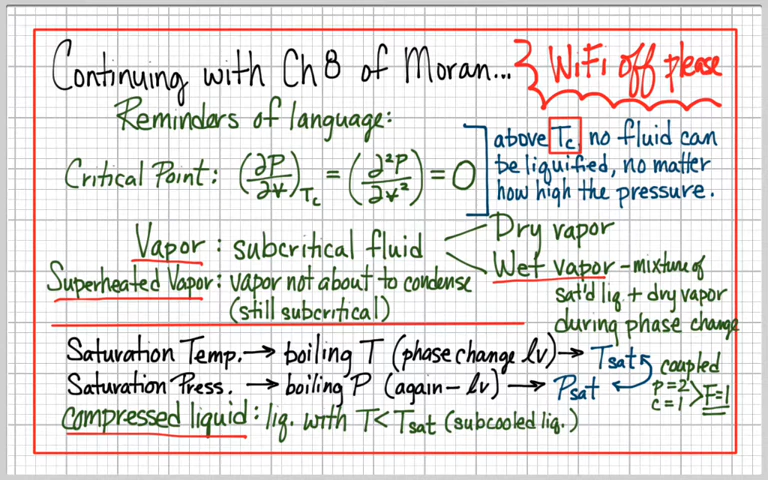 Continuing with Ch 8 of Moran...
WiFi off please
Reminders of language:
Critical Point: (∂P/∂v)_Tc = (∂²P/∂v²) = 0
above Tc no fluid can
be liquified, no matter
how high the pressure.
Vapor: subcritical fluid
Dry vapor
Wet vapor - mixture of
sat'd liq. + dry vapor
during phase change
Superheated Vapor: vapor not about to condense
(still subcritical)
Saturation Temp. → boiling T (phase change lv) → Tsat
Saturation Press. → boiling P (again - lv) → Psat
coupled
P=2
C=1 > F=1
Compressed liquid: liq. with T < Tsat (subcooled liq.)